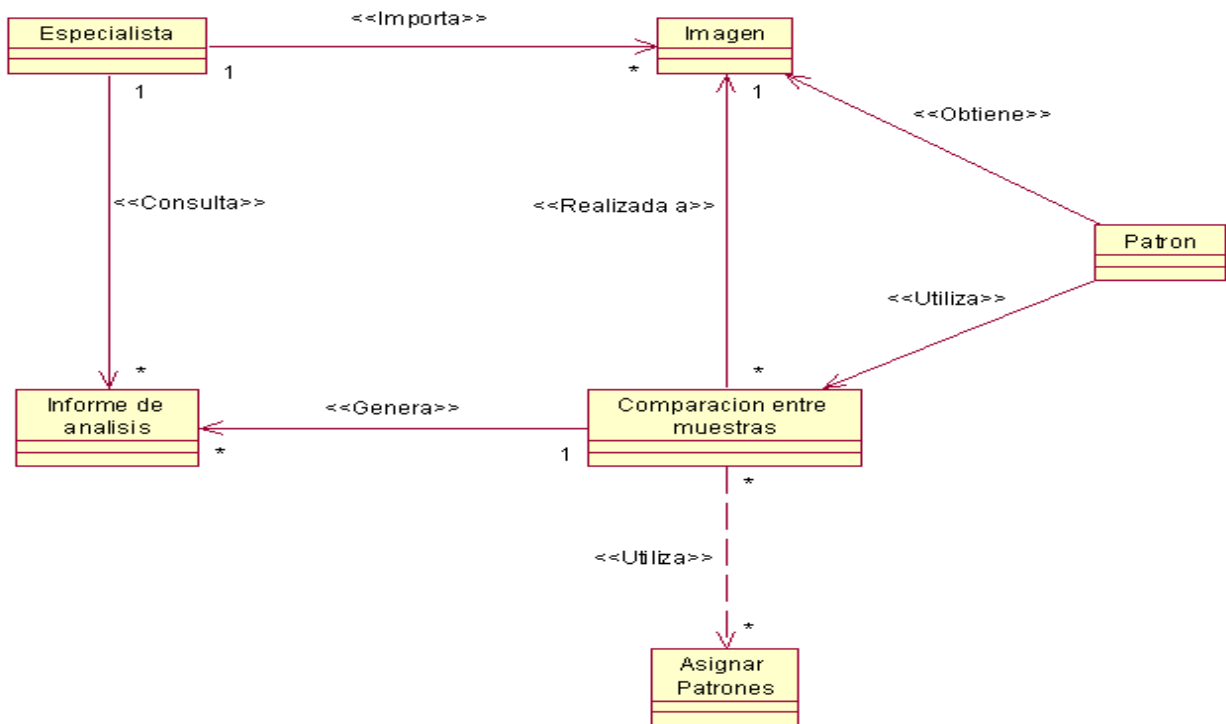 <<Importa>>
Especialista
Imagen
1
*
1
1
<<Obtiene>>
<<Consulta>>
<<Realizada a>>
Patron
<<Utiliza>>
*
*
Informe de
analisis
<<Genera>>
Comparacion entre
muestras
*
1
*
<<Utiliza>>
*
Asignar
Patrones